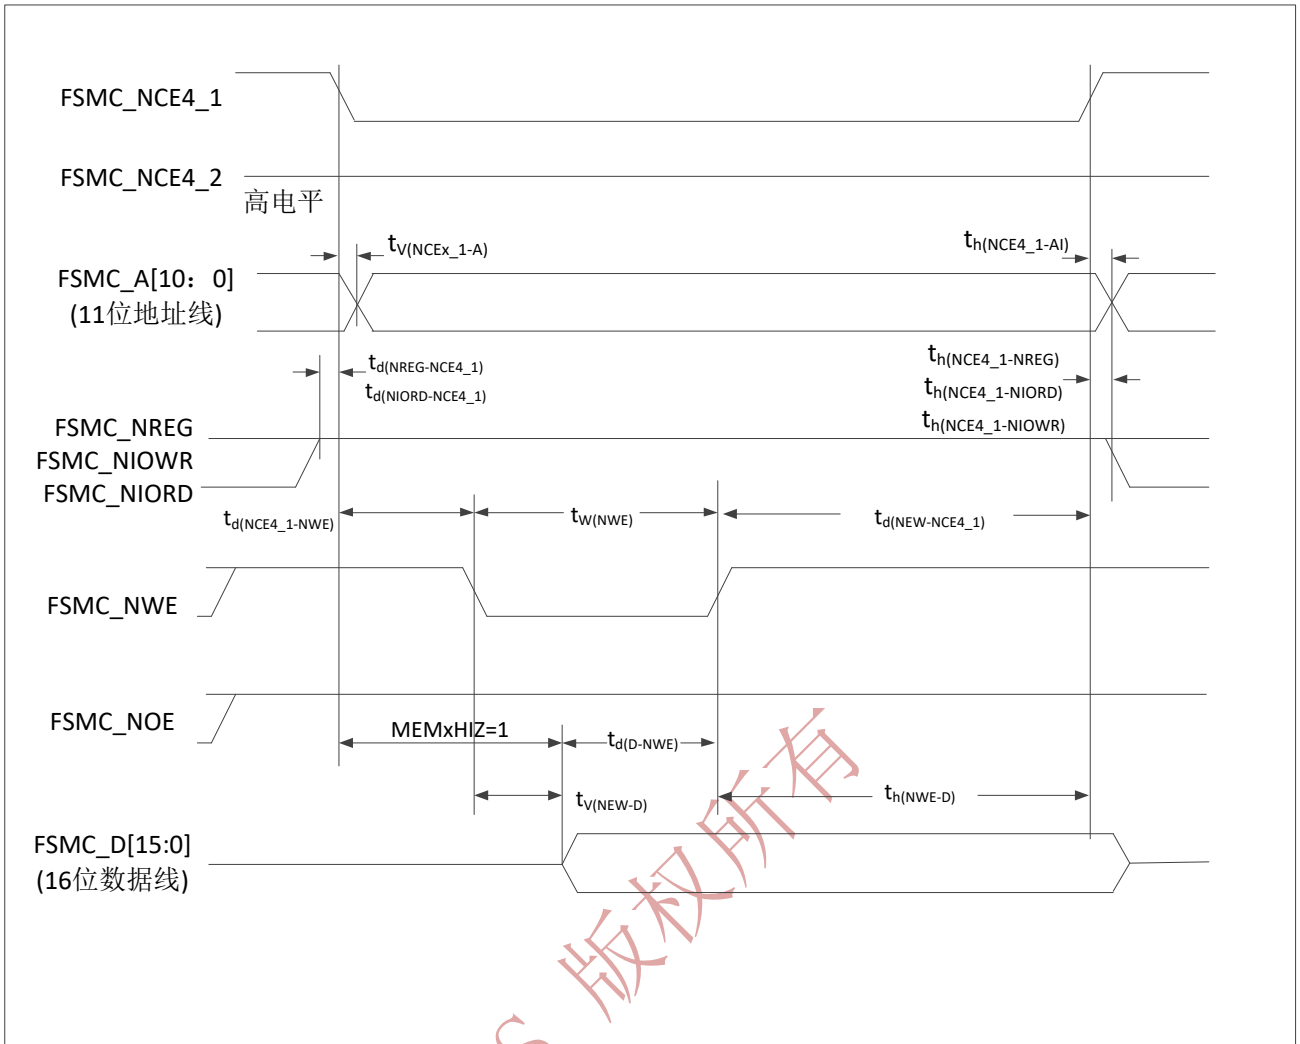 FSMC_NCE4_1
FSMC_NCE4_2
高电平
tV(NCEx_1-A)
th(NCE4_1-AI)
FSMC_A[10：0]
(11位地址线)
td(NREG-NCE4_1)
td(NIORD-NCE4_1)
th(NCE4_1-NREG)
th(NCE4_1-NIORD)
th(NCE4_1-NIOWR)
FSMC_NREG
FSMC_NIOWR
FSMC_NIORD
td(NCE4_1-NWE)
tW(NWE)
td(NEW-NCE4_1)
FSMC_NWE
FSMC_NOE
MEMxHIZ=1
td(D-NWE)
tV(NEW-D)
th(NWE-D)
FSMC_D[15:0]
(16位数据线)
S 版权所有